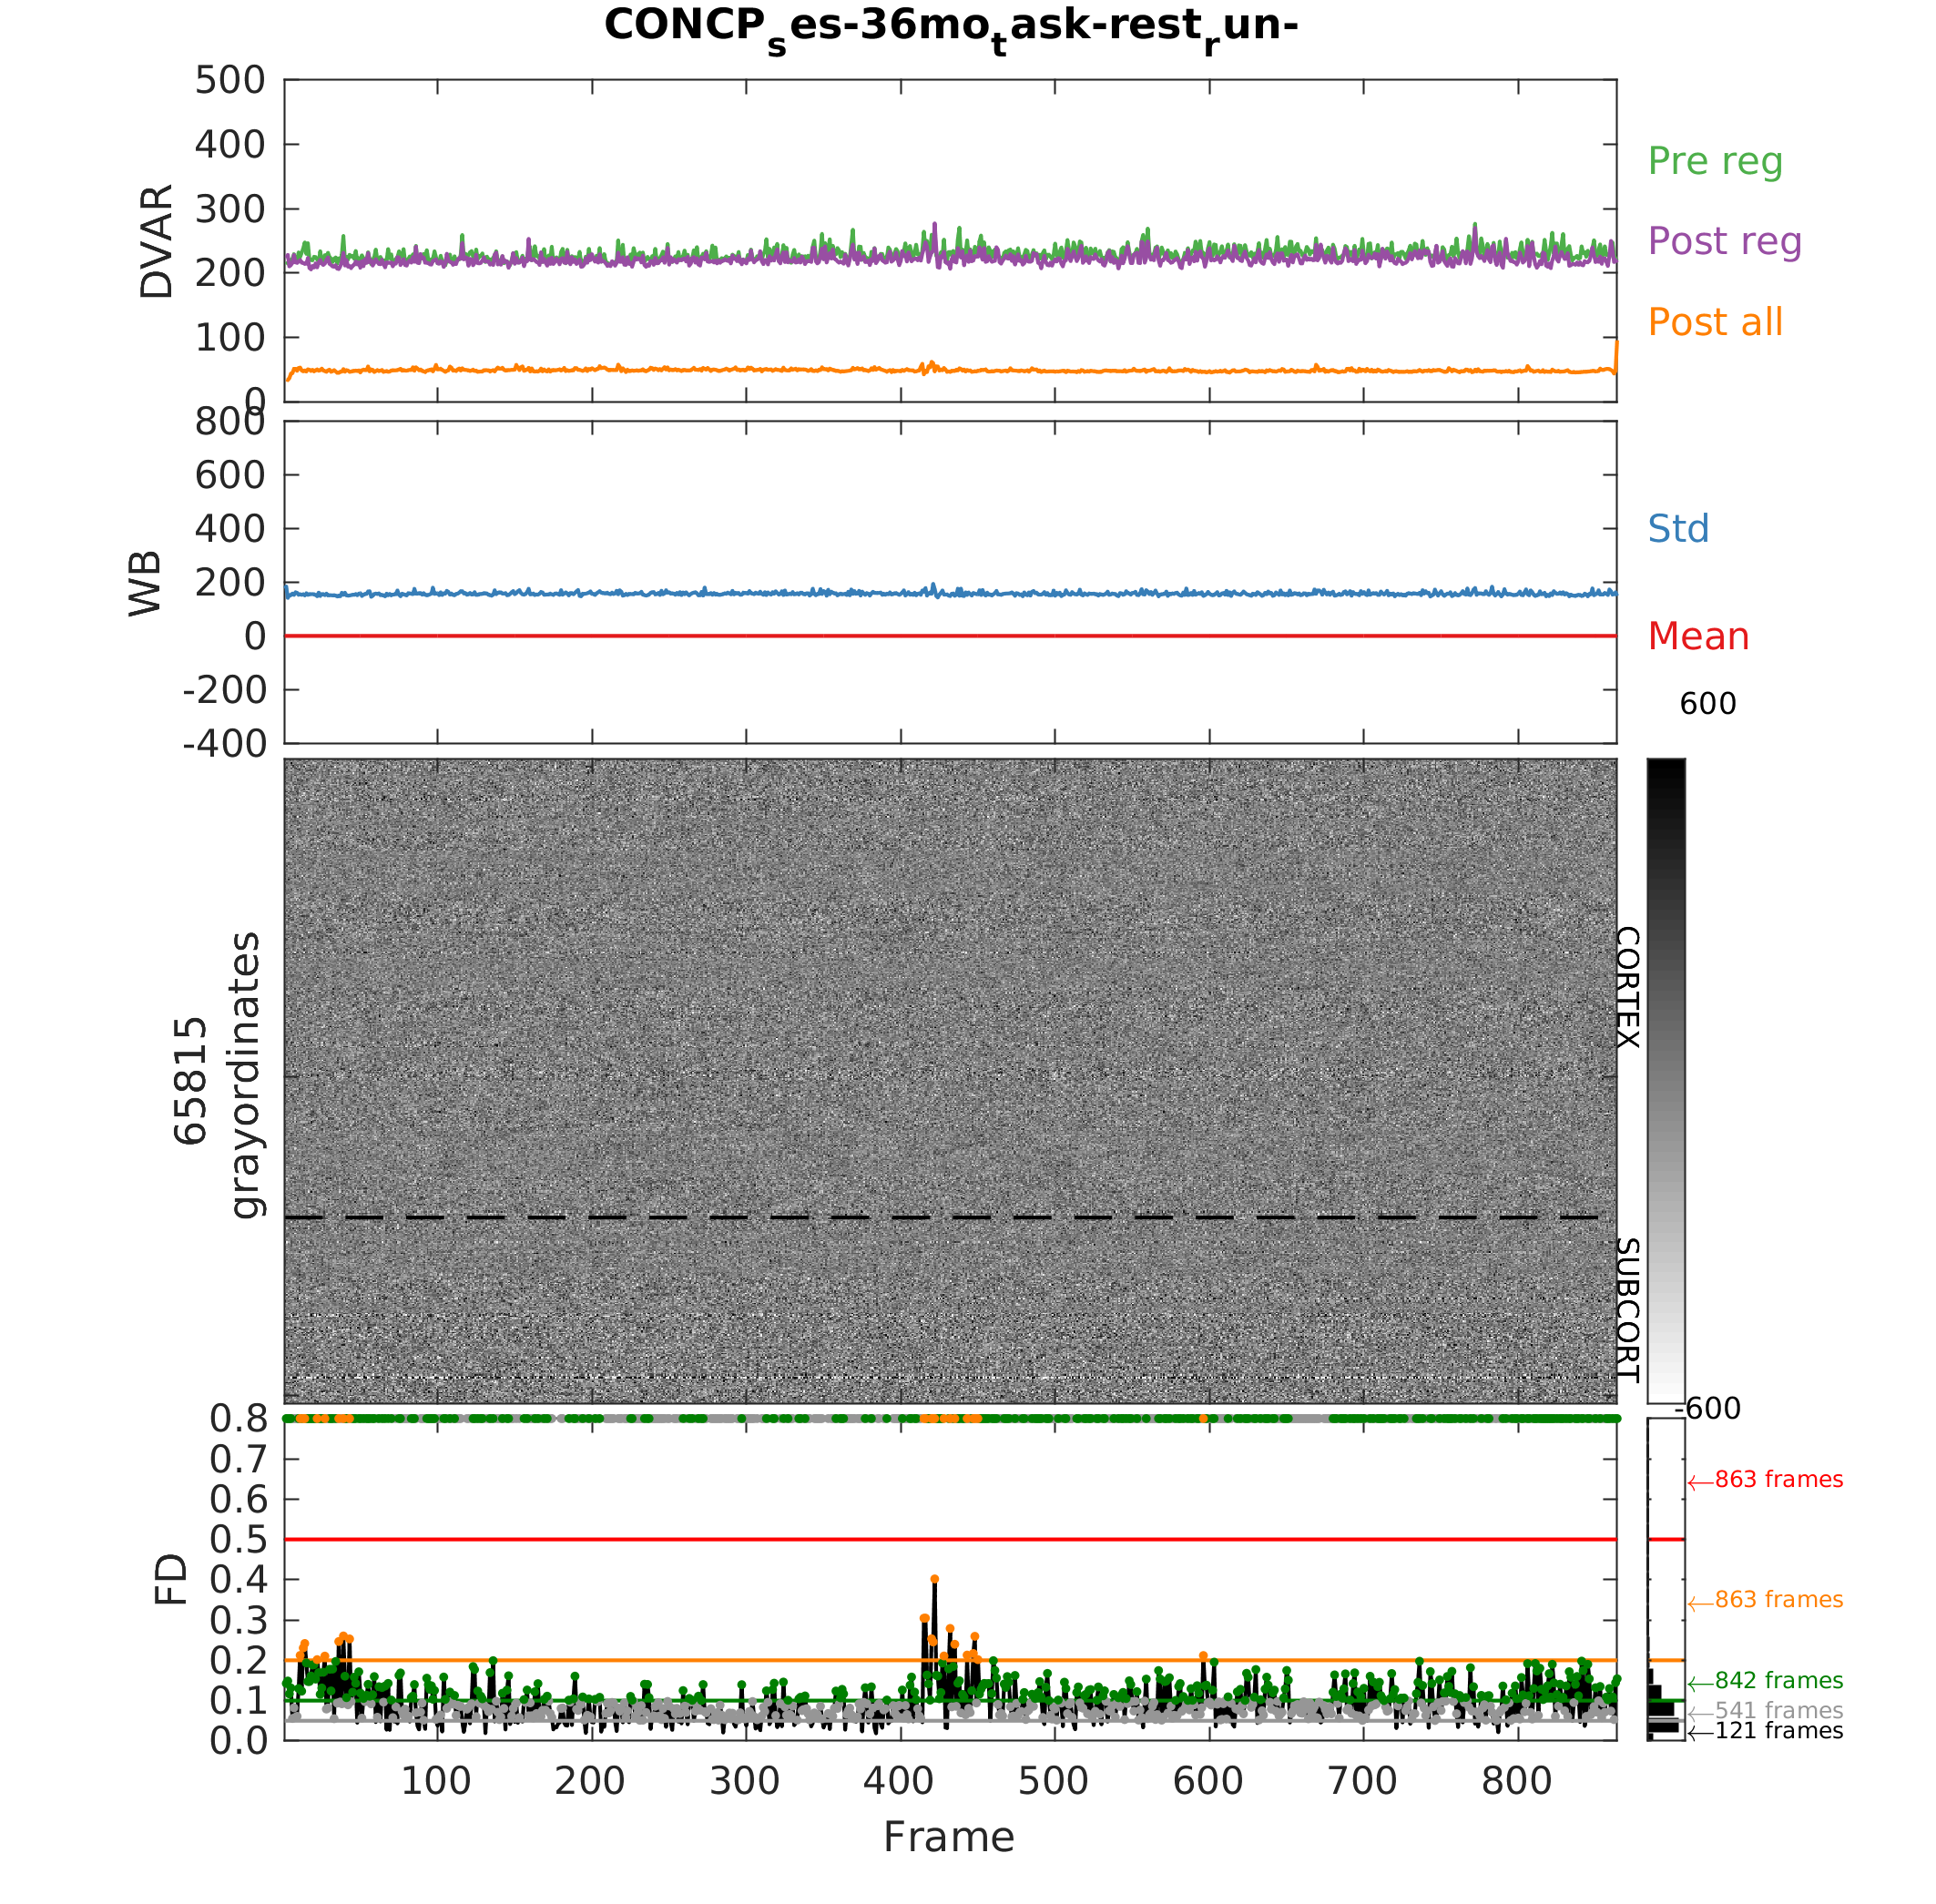 CONCPses-36motask-restrun-
500
400
300
200
100
0
DVAR
Pre reg
Post reg
Post all
800
600
400
200
0
-200
-400
WB
Std
Mean
600
65815
grayordinates
CORTEX
SUBCORT
-600
0.8
0.7
0.6
0.5
0.4
0.3
0.2
0.1
0.0
FD
←863 frames
←863 frames
←842 frames
←541 frames
←121 frames
100 200 300 400 500 600 700 800
Frame